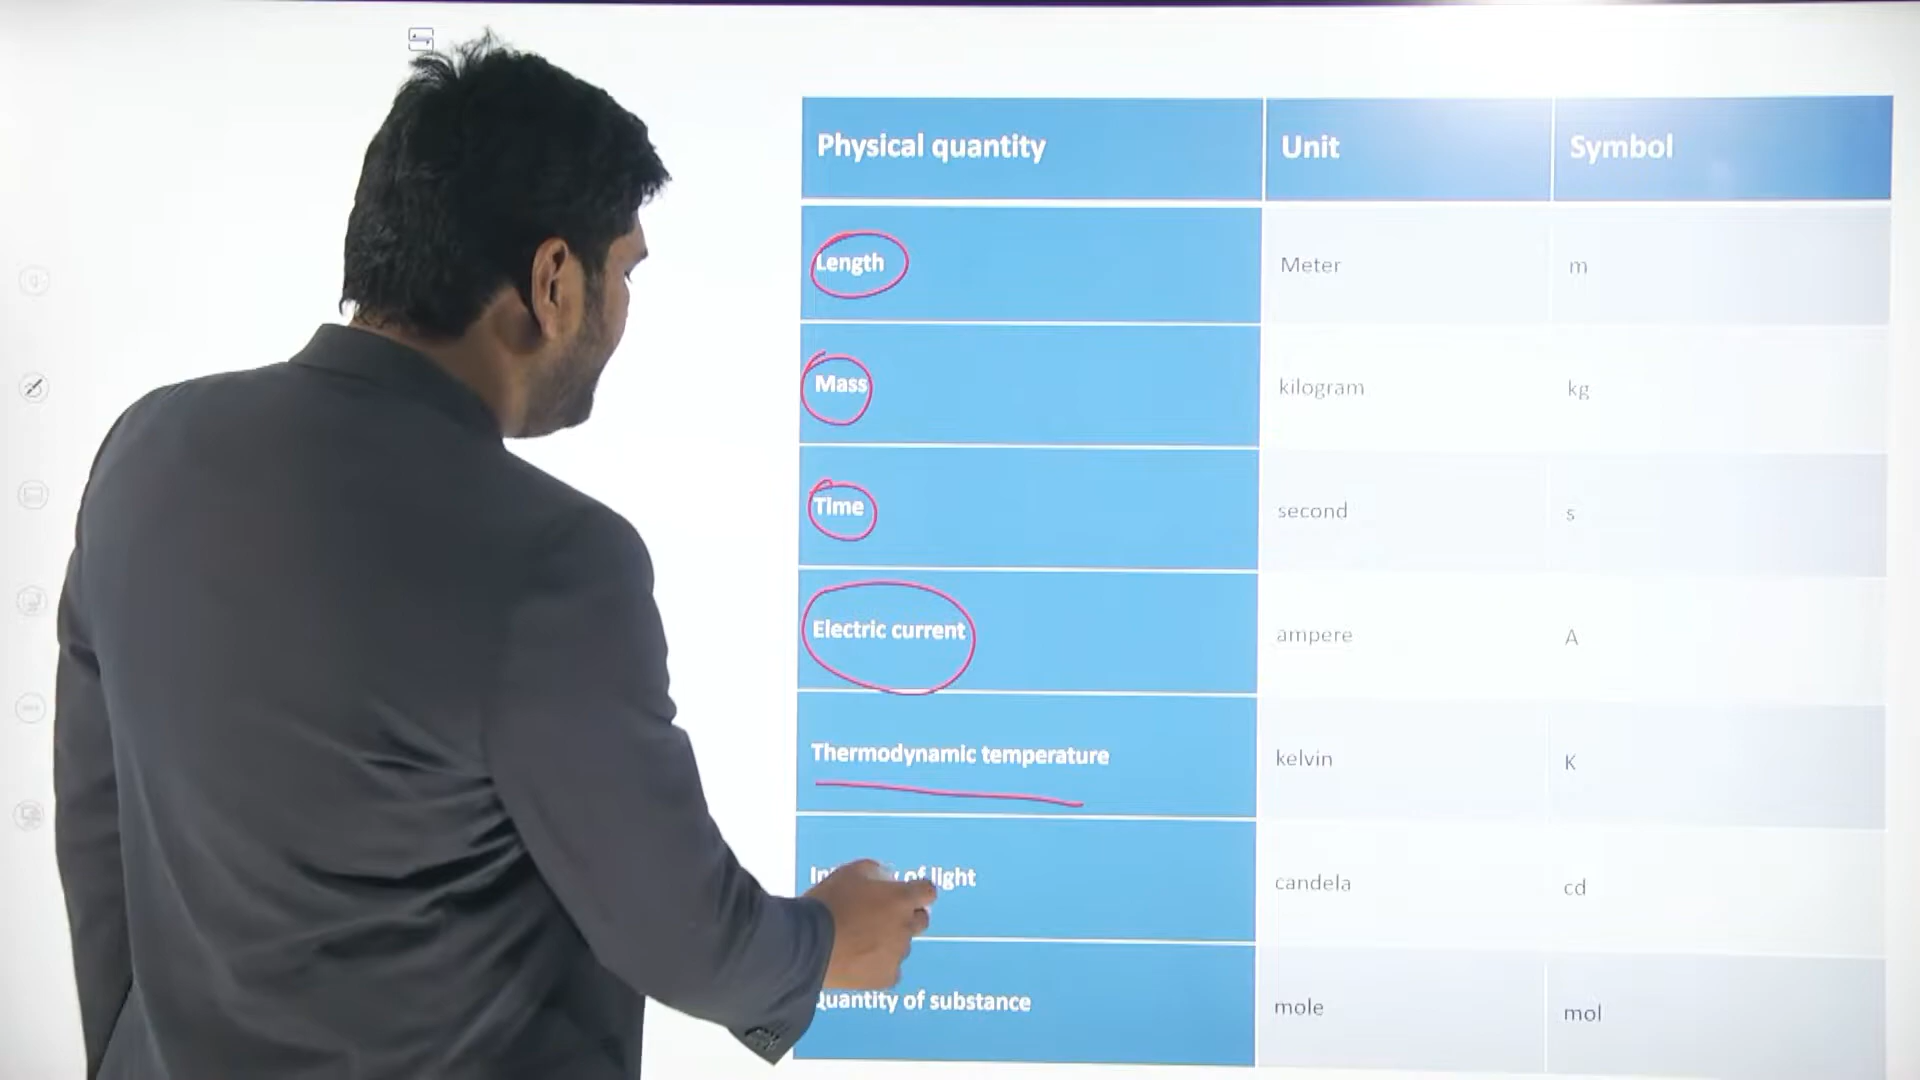 Physical quantity Unit Symbol
Length Meter m
Mass kilogram kg
Time second s
Electric current ampere A
Thermodynamic temperature kelvin K
of light candela cd
Quantity of substance mole mol